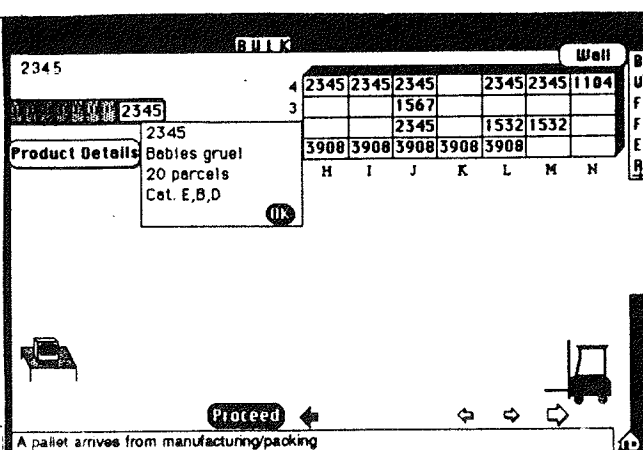 BULK
Wall
2345
4 2345 2345 2345 2345 2345 1104
2345 3 1567
2345 1532 1532
3908 3908 3908 3908 3908
H I J K L M N
Product Details
2345
Babies gruel
20 parcels
Cat. E,B,D
OK
B
U
F
F
E
R
Proceed
A pallet arrives from manufacturing/packing